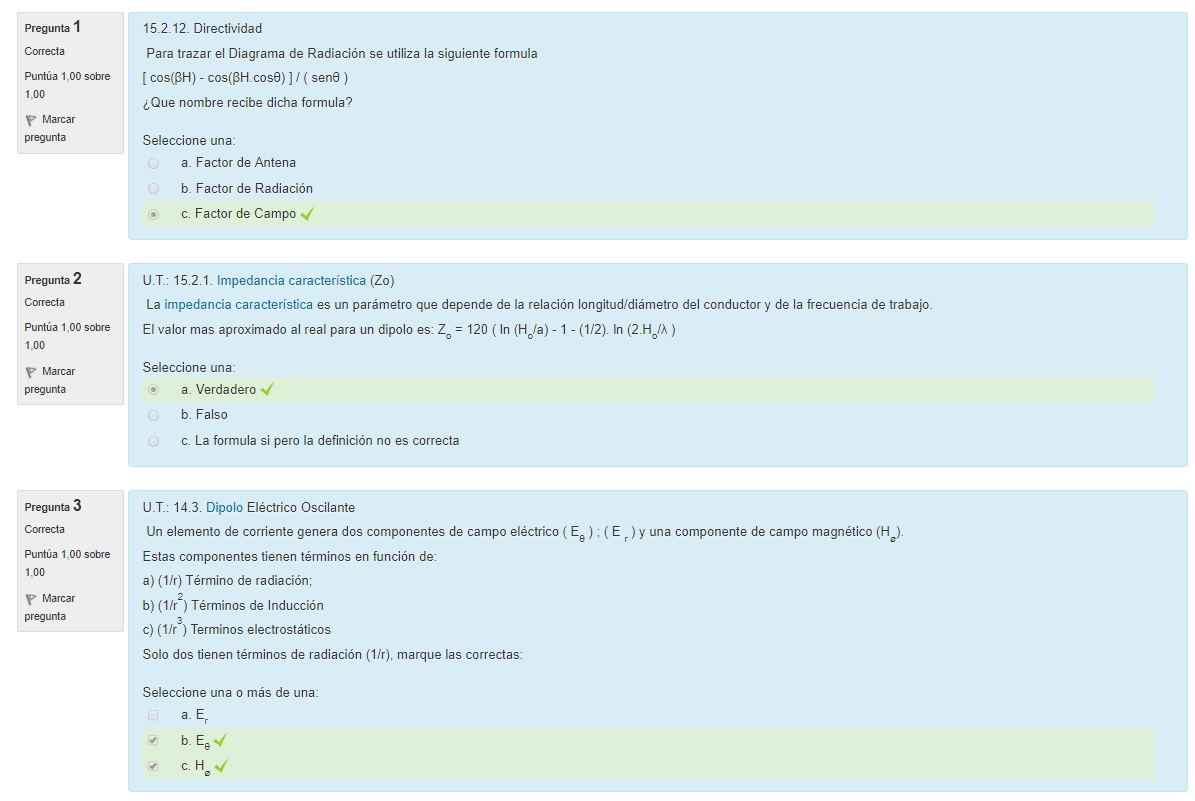 Pregunta 1
Correcta
Puntúa 1,00 sobre
1,00
Marcar
pregunta
15.2.12. Directividad
Para trazar el Diagrama de Radiación se utiliza la siguiente formula
[ cos(βH) - cos(βH.cosθ) ] / ( senθ )
¿Que nombre recibe dicha formula?
Seleccione una:
a. Factor de Antena
b. Factor de Radiación
c. Factor de Campo
Pregunta 2
Correcta
Puntúa 1,00 sobre
1,00
Marcar
pregunta
U.T.: 15.2.1. Impedancia característica (Zo)
La impedancia característica es un parámetro que depende de la relación longitud/diámetro del conductor y de la frecuencia de trabajo.
El valor mas aproximado al real para un dipolo es: Zo = 120 ( ln (Ho/a) - 1 - (1/2). ln (2.Ho/λ )
Seleccione una:
a. Verdadero
b. Falso
c. La formula si pero la definición no es correcta
Pregunta 3
Correcta
Puntúa 1,00 sobre
1,00
Marcar
pregunta
U.T.: 14.3. Dipolo Eléctrico Oscilante
Un elemento de corriente genera dos componentes de campo eléctrico ( Eθ ) ; ( E r ) y una componente de campo magnético (Hø).
Estas componentes tienen términos en función de:
a) (1/r) Término de radiación;
b) (1/r²) Términos de Inducción
c) (1/r³) Terminos electrostáticos
Solo dos tienen términos de radiación (1/r), marque las correctas:
Seleccione una o más de una:
a. Er
b. Eθ
c. Hø